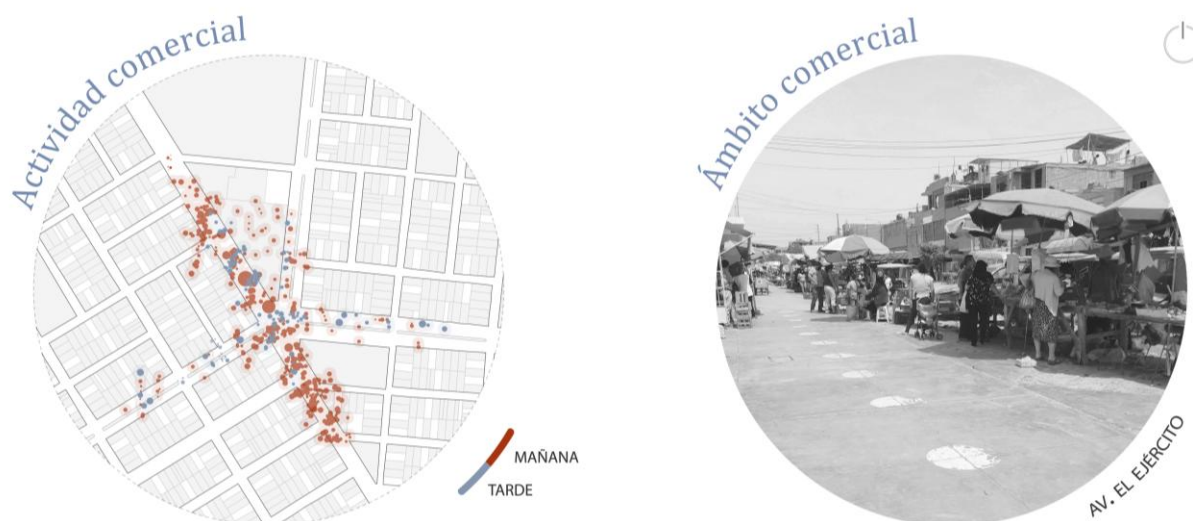 Actividad comercial
MAÑANA
TARDE
Ámbito comercial
AV. EL EJÉRCITO